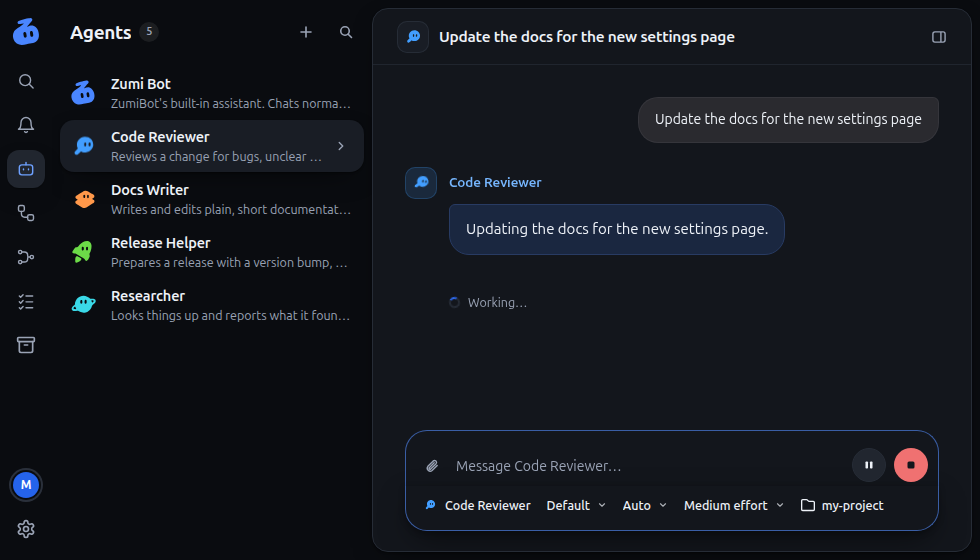 Agents 5
Zumi Bot
ZumiBot's built-in assistant. Chats norma…
Code Reviewer
Reviews a change for bugs, unclear …
Docs Writer
Writes and edits plain, short documentat…
Release Helper
Prepares a release with a version bump, …
Researcher
Looks things up and reports what it foun…
M
Update the docs for the new settings page
Update the docs for the new settings page
Code Reviewer
Updating the docs for the new settings page.
Working…
Message Code Reviewer…
Code Reviewer Default Auto Medium effort my-project